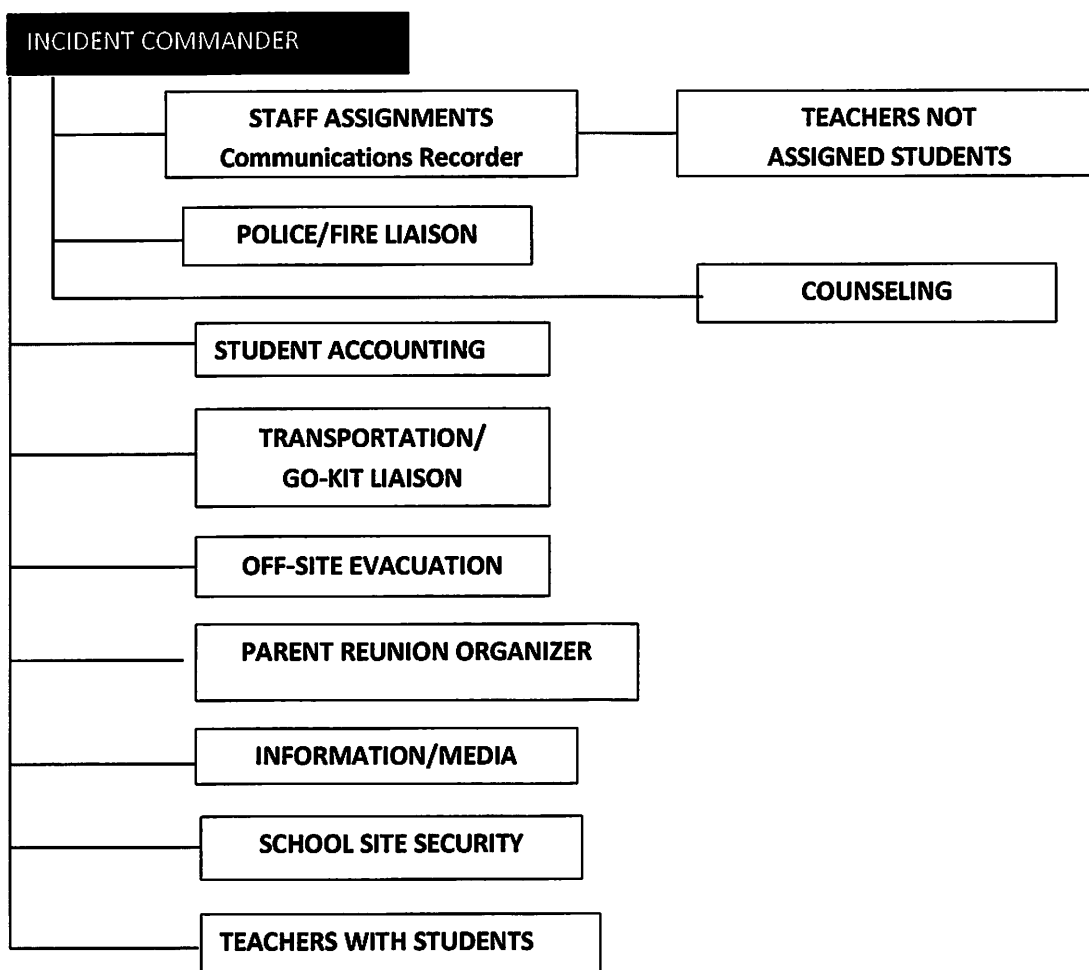 INCIDENT COMMANDER
STAFF ASSIGNMENTS
Communications Recorder
TEACHERS NOT
ASSIGNED STUDENTS
POLICE/FIRE LIAISON
COUNSELING
STUDENT ACCOUNTING
TRANSPORTATION/
GO-KIT LIAISON
OFF-SITE EVACUATION
PARENT REUNION ORGANIZER
INFORMATION/MEDIA
SCHOOL SITE SECURITY
TEACHERS WITH STUDENTS